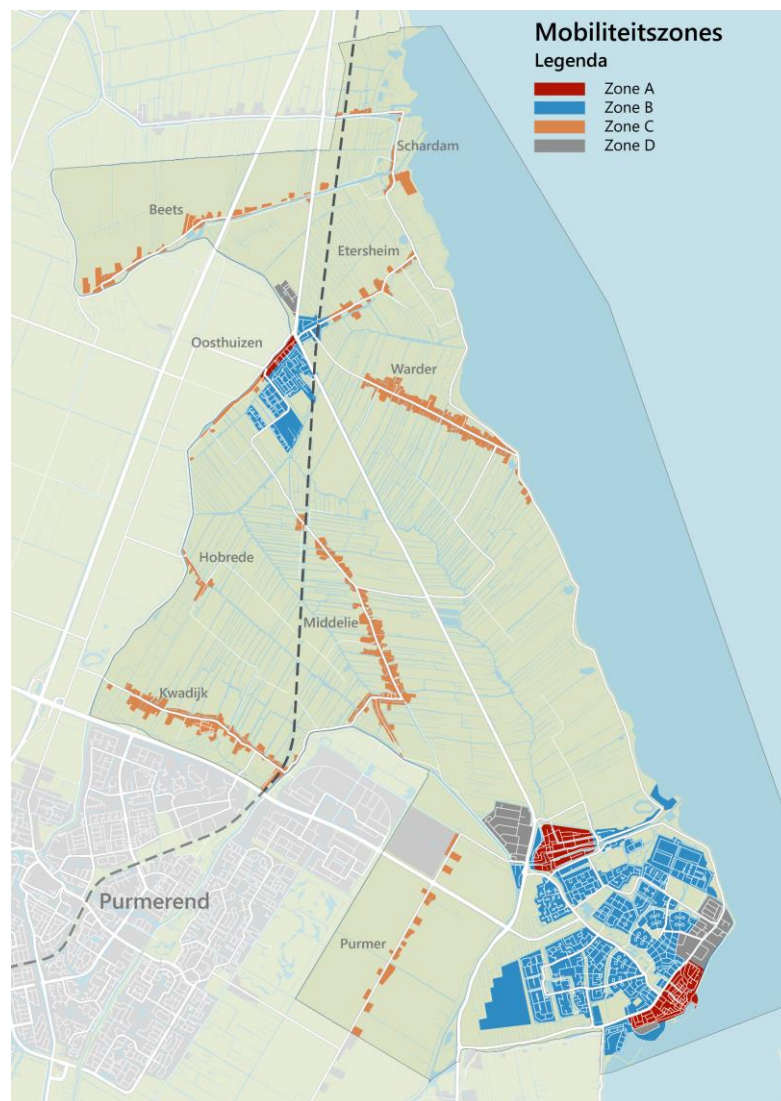 Mobiliteitszones
Legenda
Zone A
Zone B
Zone C
Zone D
Schardam
Beets
Etersheim
Oosthuizen
Warder
Hobrede
Middelie
Kwadijk
Purmerend
Purmer